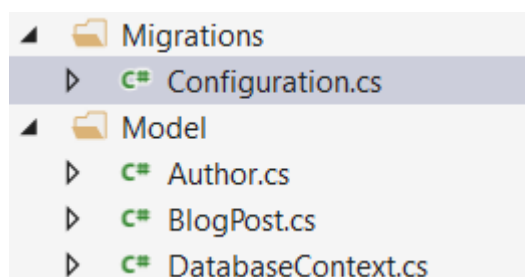 Migrations
C# Configuration.cs
Model
C# Author.cs
C# BlogPost.cs
C# DatabaseContext.cs